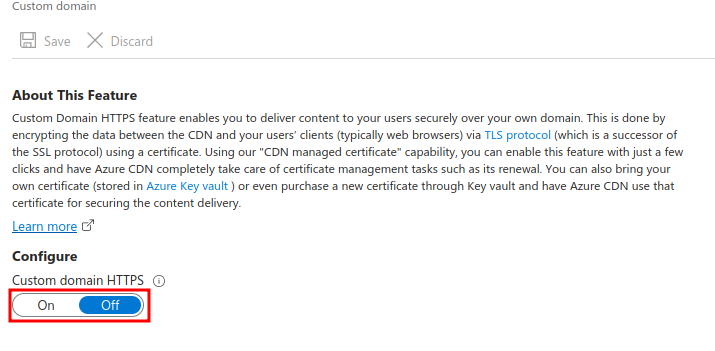 Custom domain
Save Discard
About This Feature
Custom Domain HTTPS feature enables you to deliver content to your users securely over your own domain. This is done by
encrypting the data between the CDN and your users' clients (typically web browsers) via TLS protocol (which is a successor of
the SSL protocol) using a certificate. Using our "CDN managed certificate" capability, you can enable this feature with just a few
clicks and have Azure CDN completely take care of certificate management tasks such as its renewal. You can also bring your
own certificate (stored in Azure Key vault ) or even purchase a new certificate through Key vault and have Azure CDN use that
certificate for securing the content delivery.
Learn more
Configure
Custom domain HTTPS
On Off